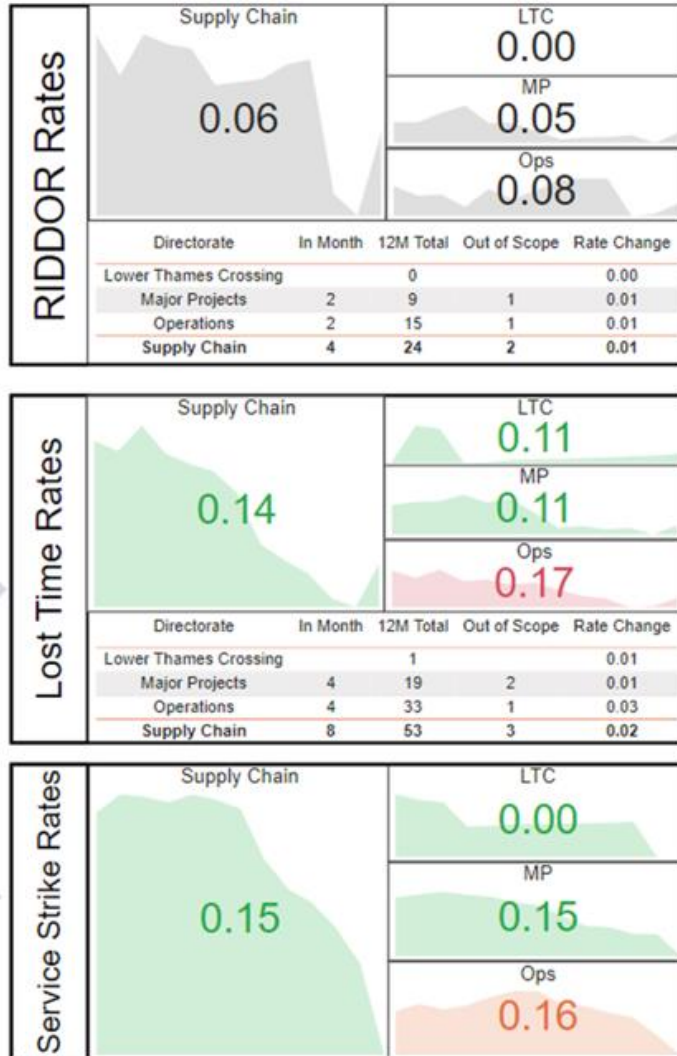 RIDDOR Rates
Supply Chain
0.06
LTC
0.00
MP
0.05
Ops
0.08
Directorate In Month 12M Total Out of Scope Rate Change
Lower Thames Crossing 0 0.00
Major Projects 2 9 1 0.01
Operations 2 15 1 0.01
Supply Chain 4 24 2 0.01
Lost Time Rates
Supply Chain
0.14
LTC
0.11
MP
0.11
Ops
0.17
Directorate In Month 12M Total Out of Scope Rate Change
Lower Thames Crossing 1 0.01
Major Projects 4 19 2 0.01
Operations 4 33 1 0.03
Supply Chain 8 53 3 0.02
Service Strike Rates
Supply Chain
0.15
LTC
0.00
MP
0.15
Ops
0.16